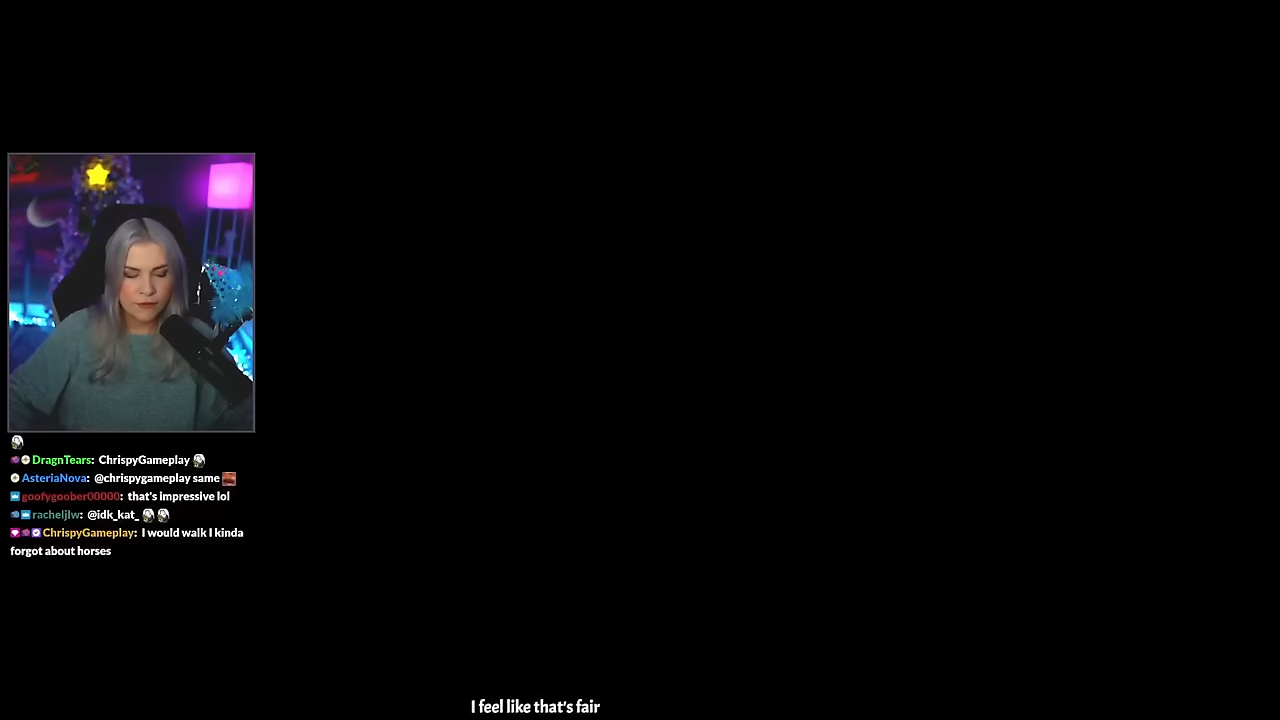 DragnTears: ChrispyGameplay
AsteriaNova: @chrispygameplay same
goofygoober00000: that's impressive lol
racheljlw: @idk_kat_
ChrispyGameplay: I would walk I kinda
forgot about horses
I feel like that's fair